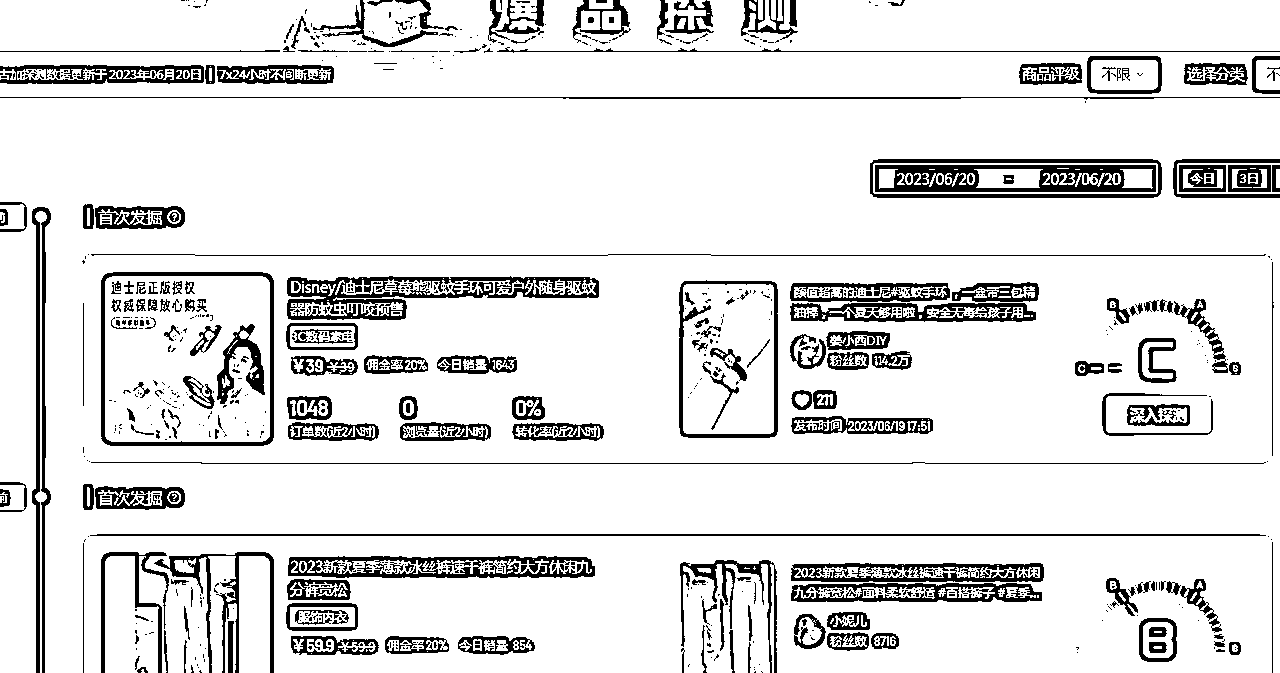 爆品探测
古加探测数据更新于2023年06月20日 | 7x24小时不间断更新
商品评级 不限 选择分类 不
2023/06/20 2023/06/20 今日 3日
首次发掘
迪士尼正版授权
权威保障放心购买
Disney/迪士尼草莓熊驱蚊手环可爱户外随身驱蚊
器防蚊虫叮咬预售
3C数码家电
¥39 ¥39 佣金率20% 今日销量 1645
1048 0 0%
订单数(近2小时) 浏览量(近2小时) 转化率(近2小时)
颜值超高的迪士尼#驱蚊手环 ，一盒带三包精
油棒，一个夏天够用啦，安全无毒给孩子用...
姜小西DIY
粉丝数 114.2万
211
发布时间 2023/06/19 17:51
B A
C C B
深入探测
首次发掘
2023新款夏季薄款冰丝裤速干裤简约大方休闲九
分裤宽松
服饰内衣
¥59.9 ¥59.9 佣金率20% 今日销量 854
2023新款夏季薄款冰丝裤速干裤简约大方休闲
九分裤宽松#面料柔软舒适 #百搭裤子 #夏季...
小妮儿
粉丝数 8716
B A
B